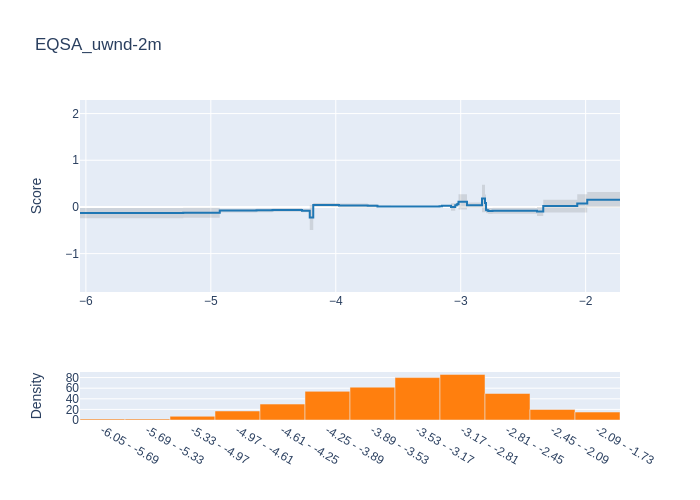 EQSA_uwnd-2m
2
1
0
−1
Score
−6
−5
−4
−3
−2
80
60
40
20
0
Density
-6.05 - -5.69
-5.69 - -5.33
-5.33 - -4.97
-4.97 - -4.61
-4.61 - -4.25
-4.25 - -3.89
-3.89 - -3.53
-3.53 - -3.17
-3.17 - -2.81
-2.81 - -2.45
-2.45 - -2.09
-2.09 - -1.73